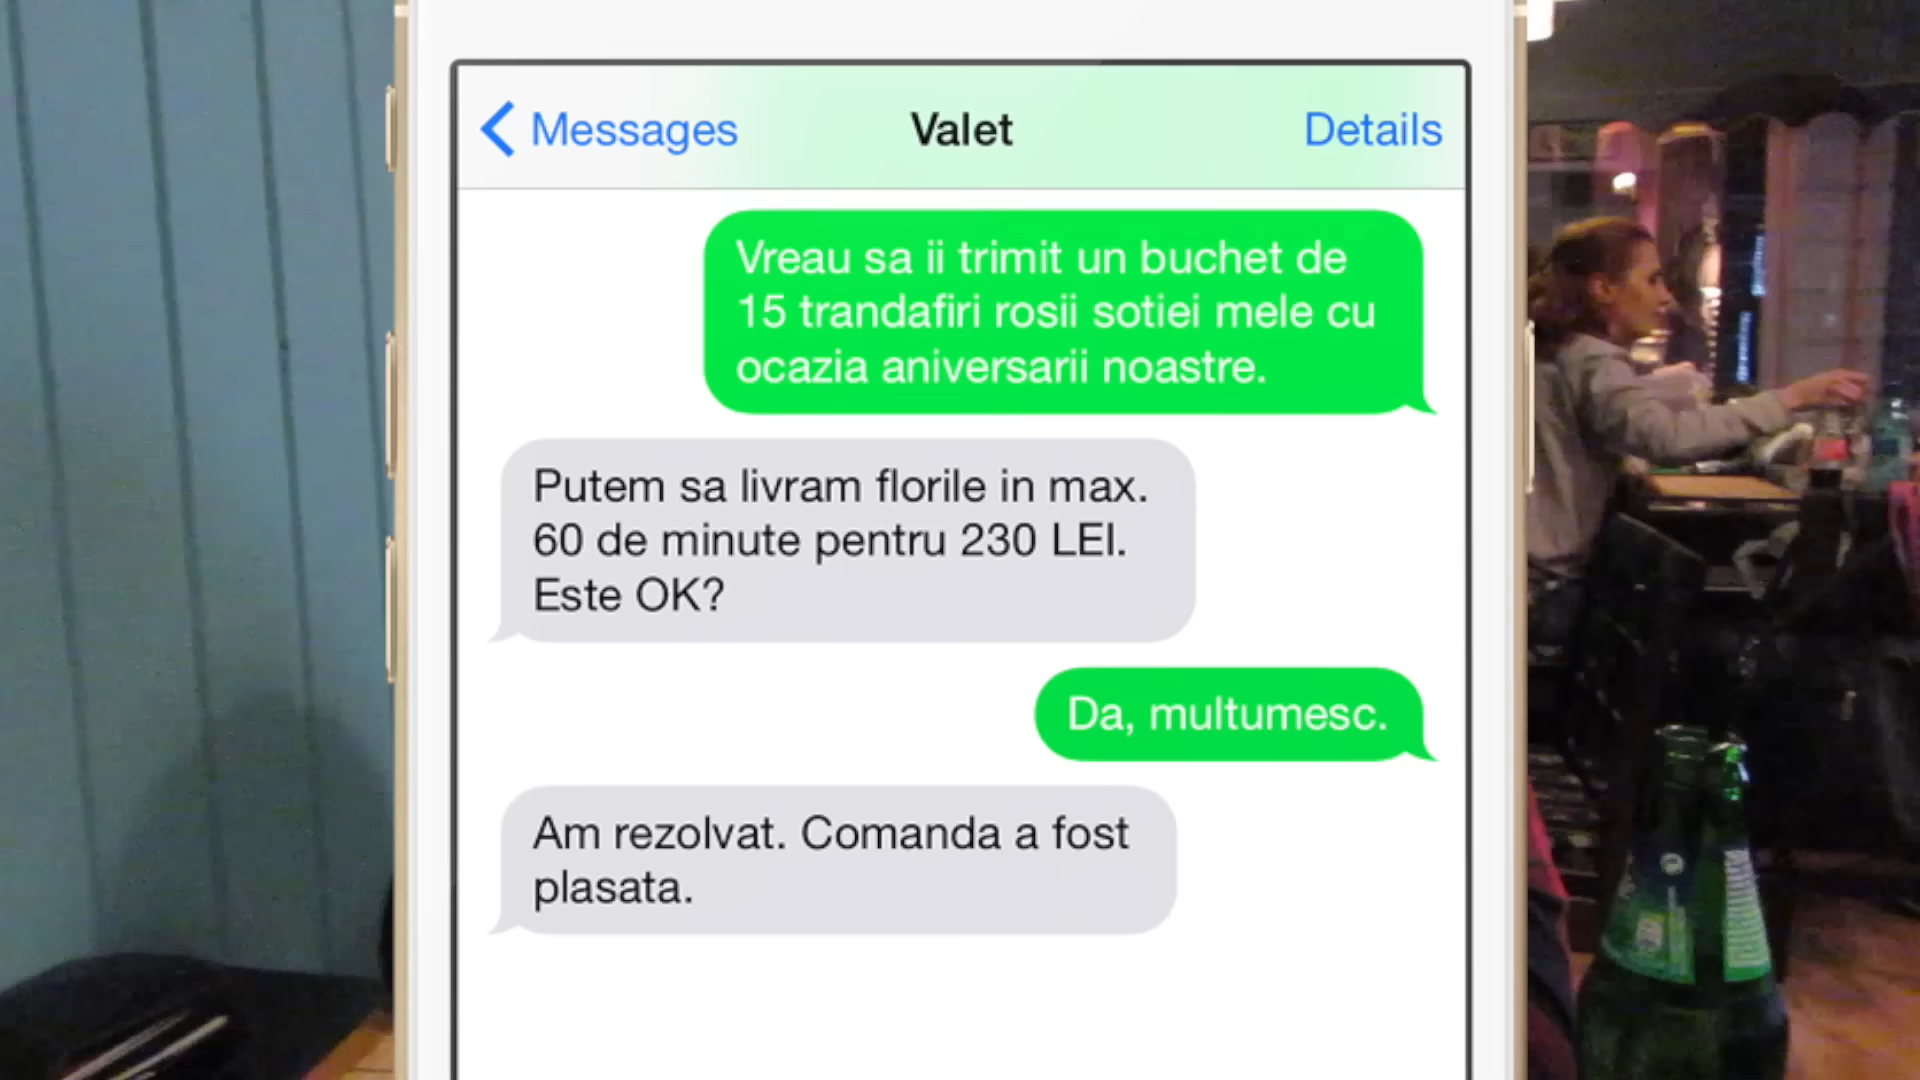 Messages
Valet
Details
Vreau sa ii trimit un buchet de
15 trandafiri rosii sotiei mele cu
ocazia aniversarii noastre.
Putem sa livram florile in max.
60 de minute pentru 230 LEI.
Este OK?
Da, multumesc.
Am rezolvat. Comanda a fost
plasata.